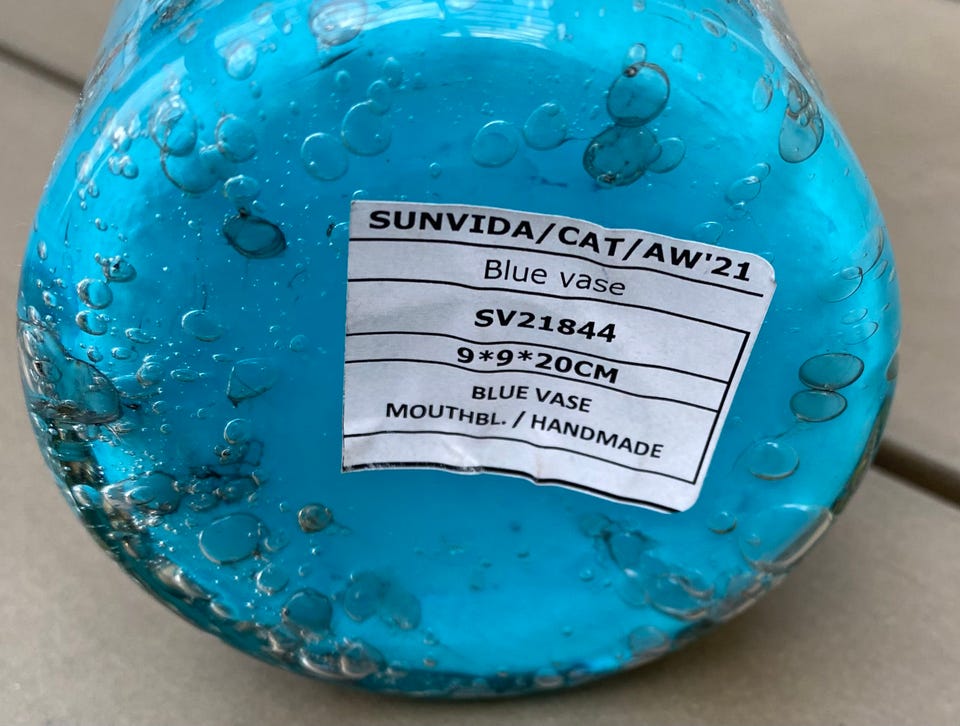 SUNVIDA/CAT/AW'21
Blue vase
SV21844
9*9*20CM
BLUE VASE
MOUTHBL. / HANDMADE